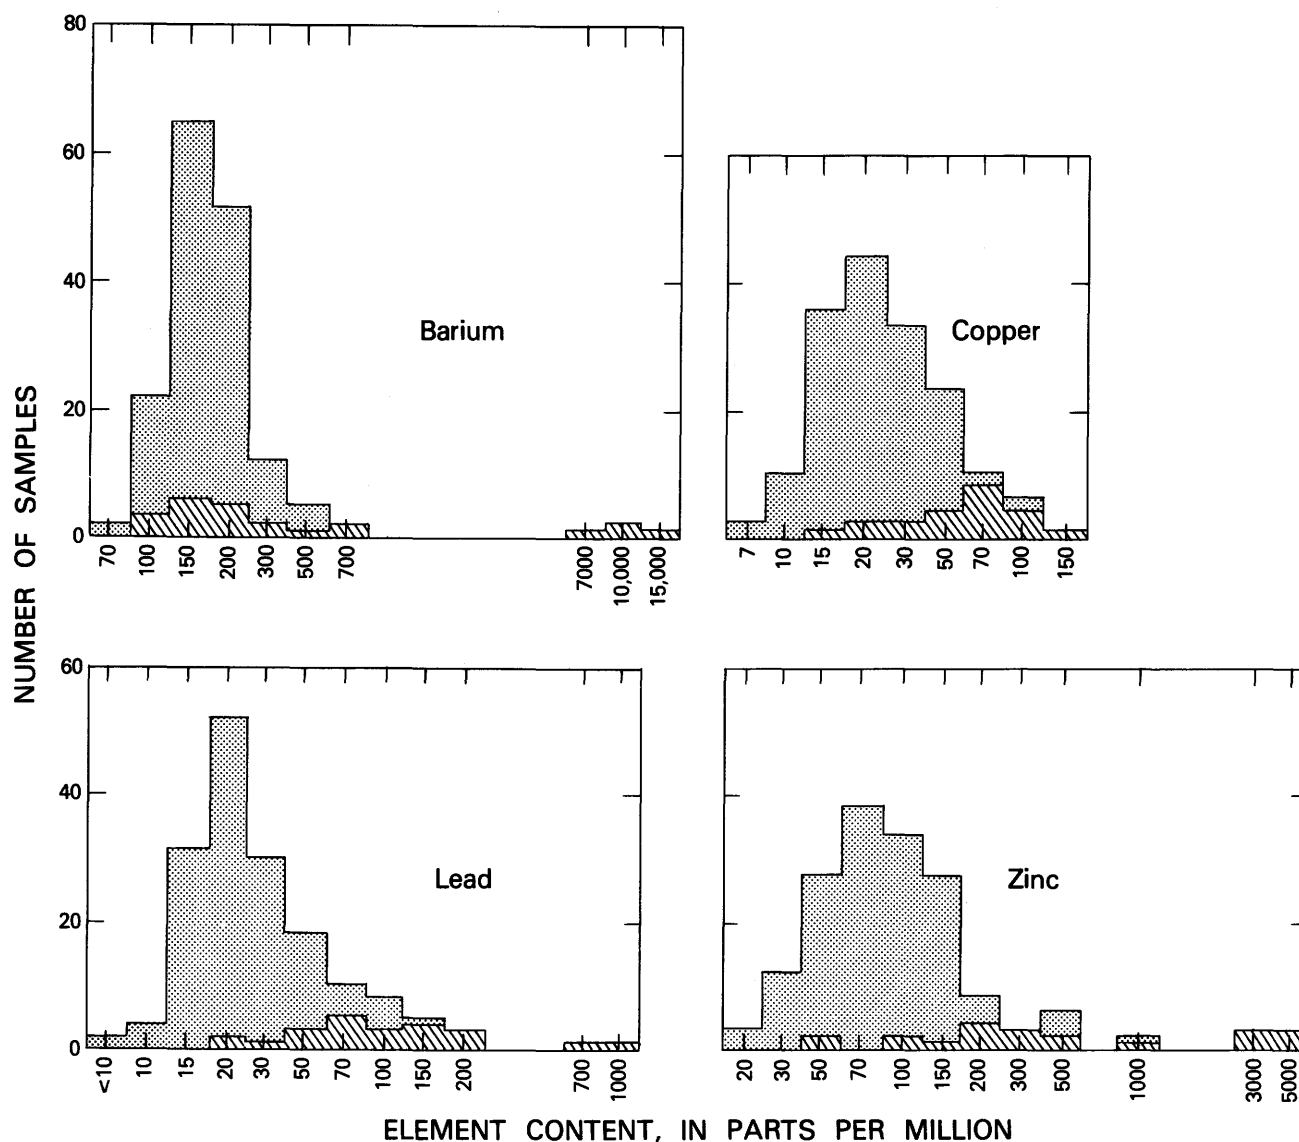 NUMBER OF SAMPLES
80
60
40
20
0
Barium
70 100 150 200 300 500 700 7000 10,000 15,000
Copper
7 10 15 20 30 50 70 100 150
60
40
20
0
Lead
<10 10 15 20 30 50 70 100 150 200 700 1000
Zinc
20 30 50 70 100 150 200 300 500 1000 3000 5000
ELEMENT CONTENT, IN PARTS PER MILLION